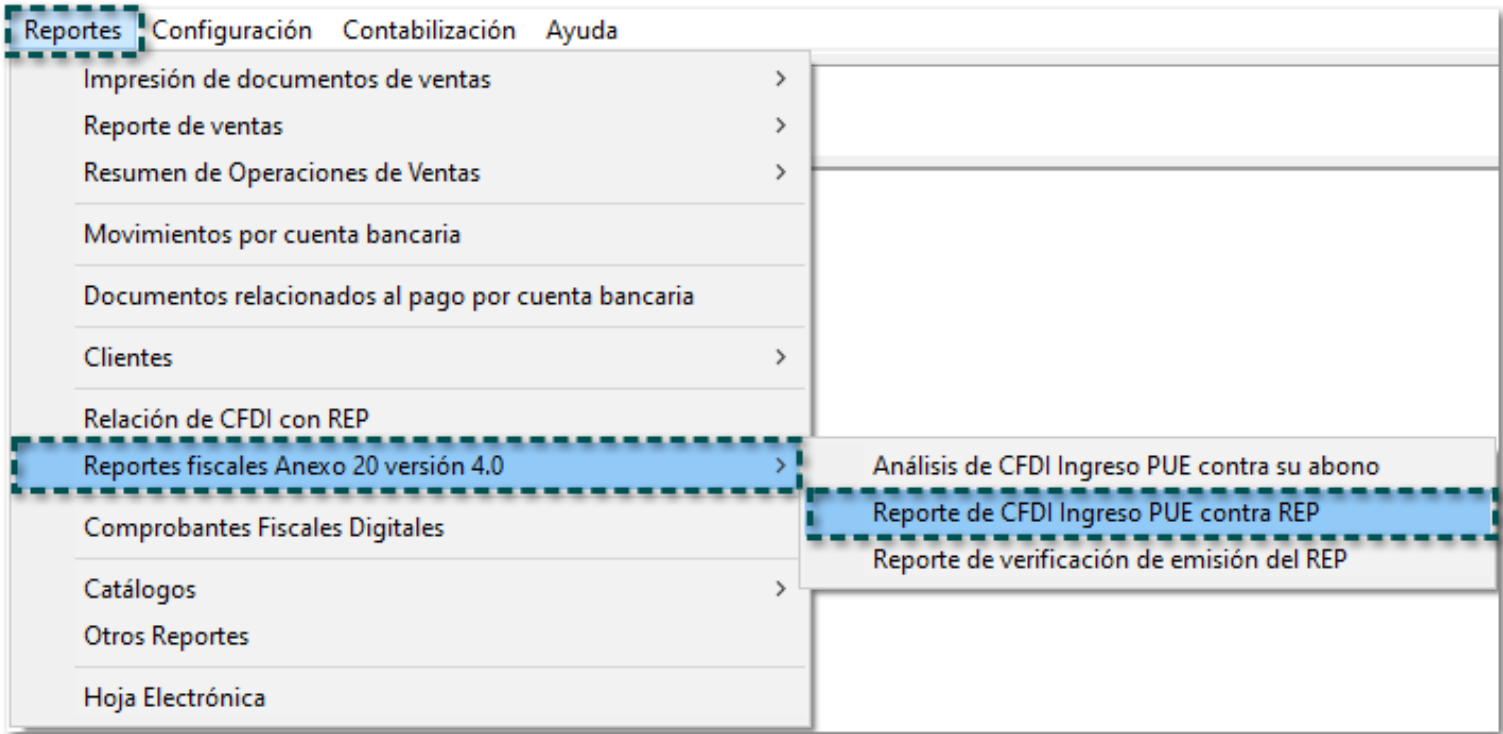 Reportes Configuración Contabilización Ayuda
Impresión de documentos de ventas
Reporte de ventas
Resumen de Operaciones de Ventas
Movimientos por cuenta bancaria
Documentos relacionados al pago por cuenta bancaria
Clientes
Relación de CFDI con REP
Reportes fiscales Anexo 20 versión 4.0
Análisis de CFDI Ingreso PUE contra su abono
Reporte de CFDI Ingreso PUE contra REP
Reporte de verificación de emisión del REP
Comprobantes Fiscales Digitales
Catálogos
Otros Reportes
Hoja Electrónica